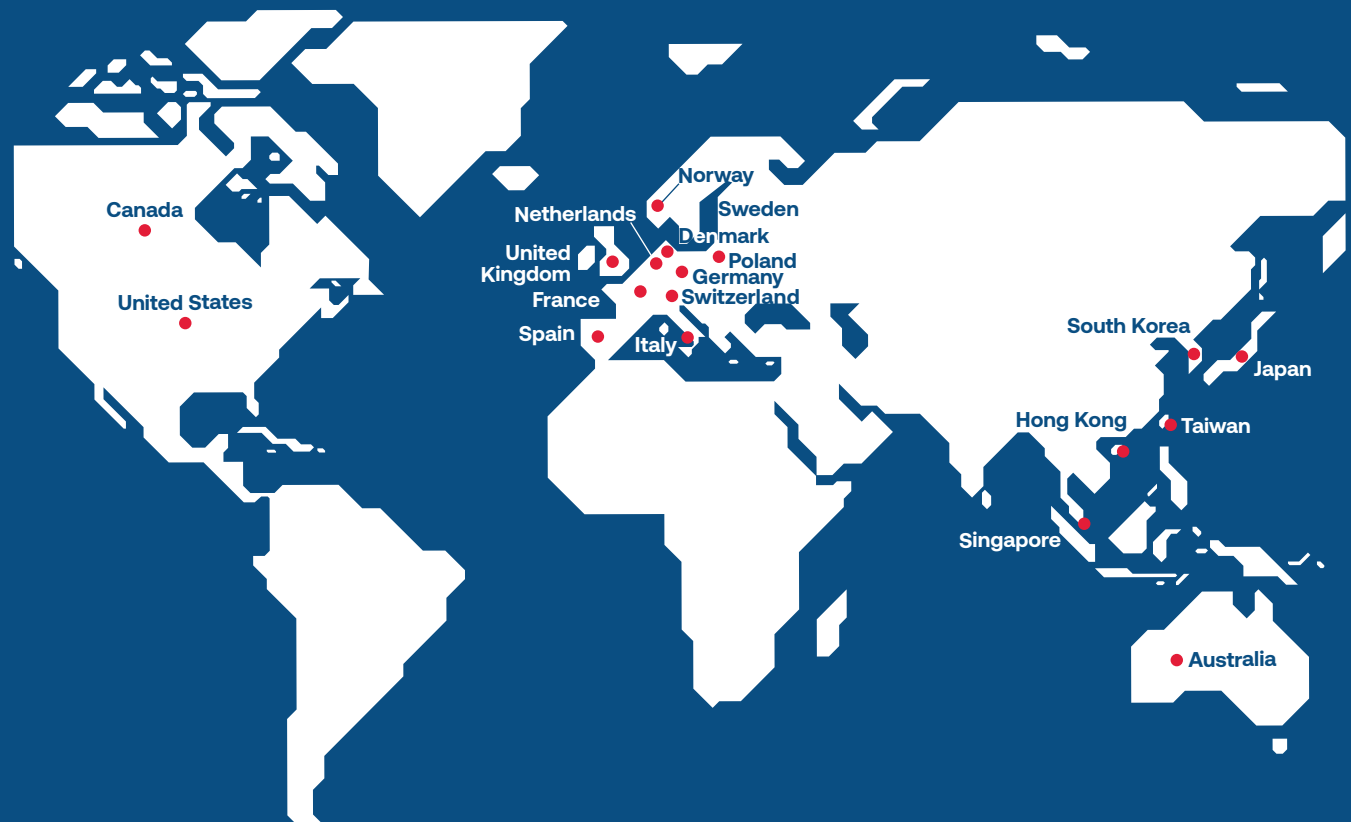 Norway
Canada
Sweden
Netherlands
Denmark
United
Kingdom
Poland
Germany
United States
France
Switzerland
Spain
Italy
South Korea
Japan
Hong Kong
Taiwan
Singapore
Australia